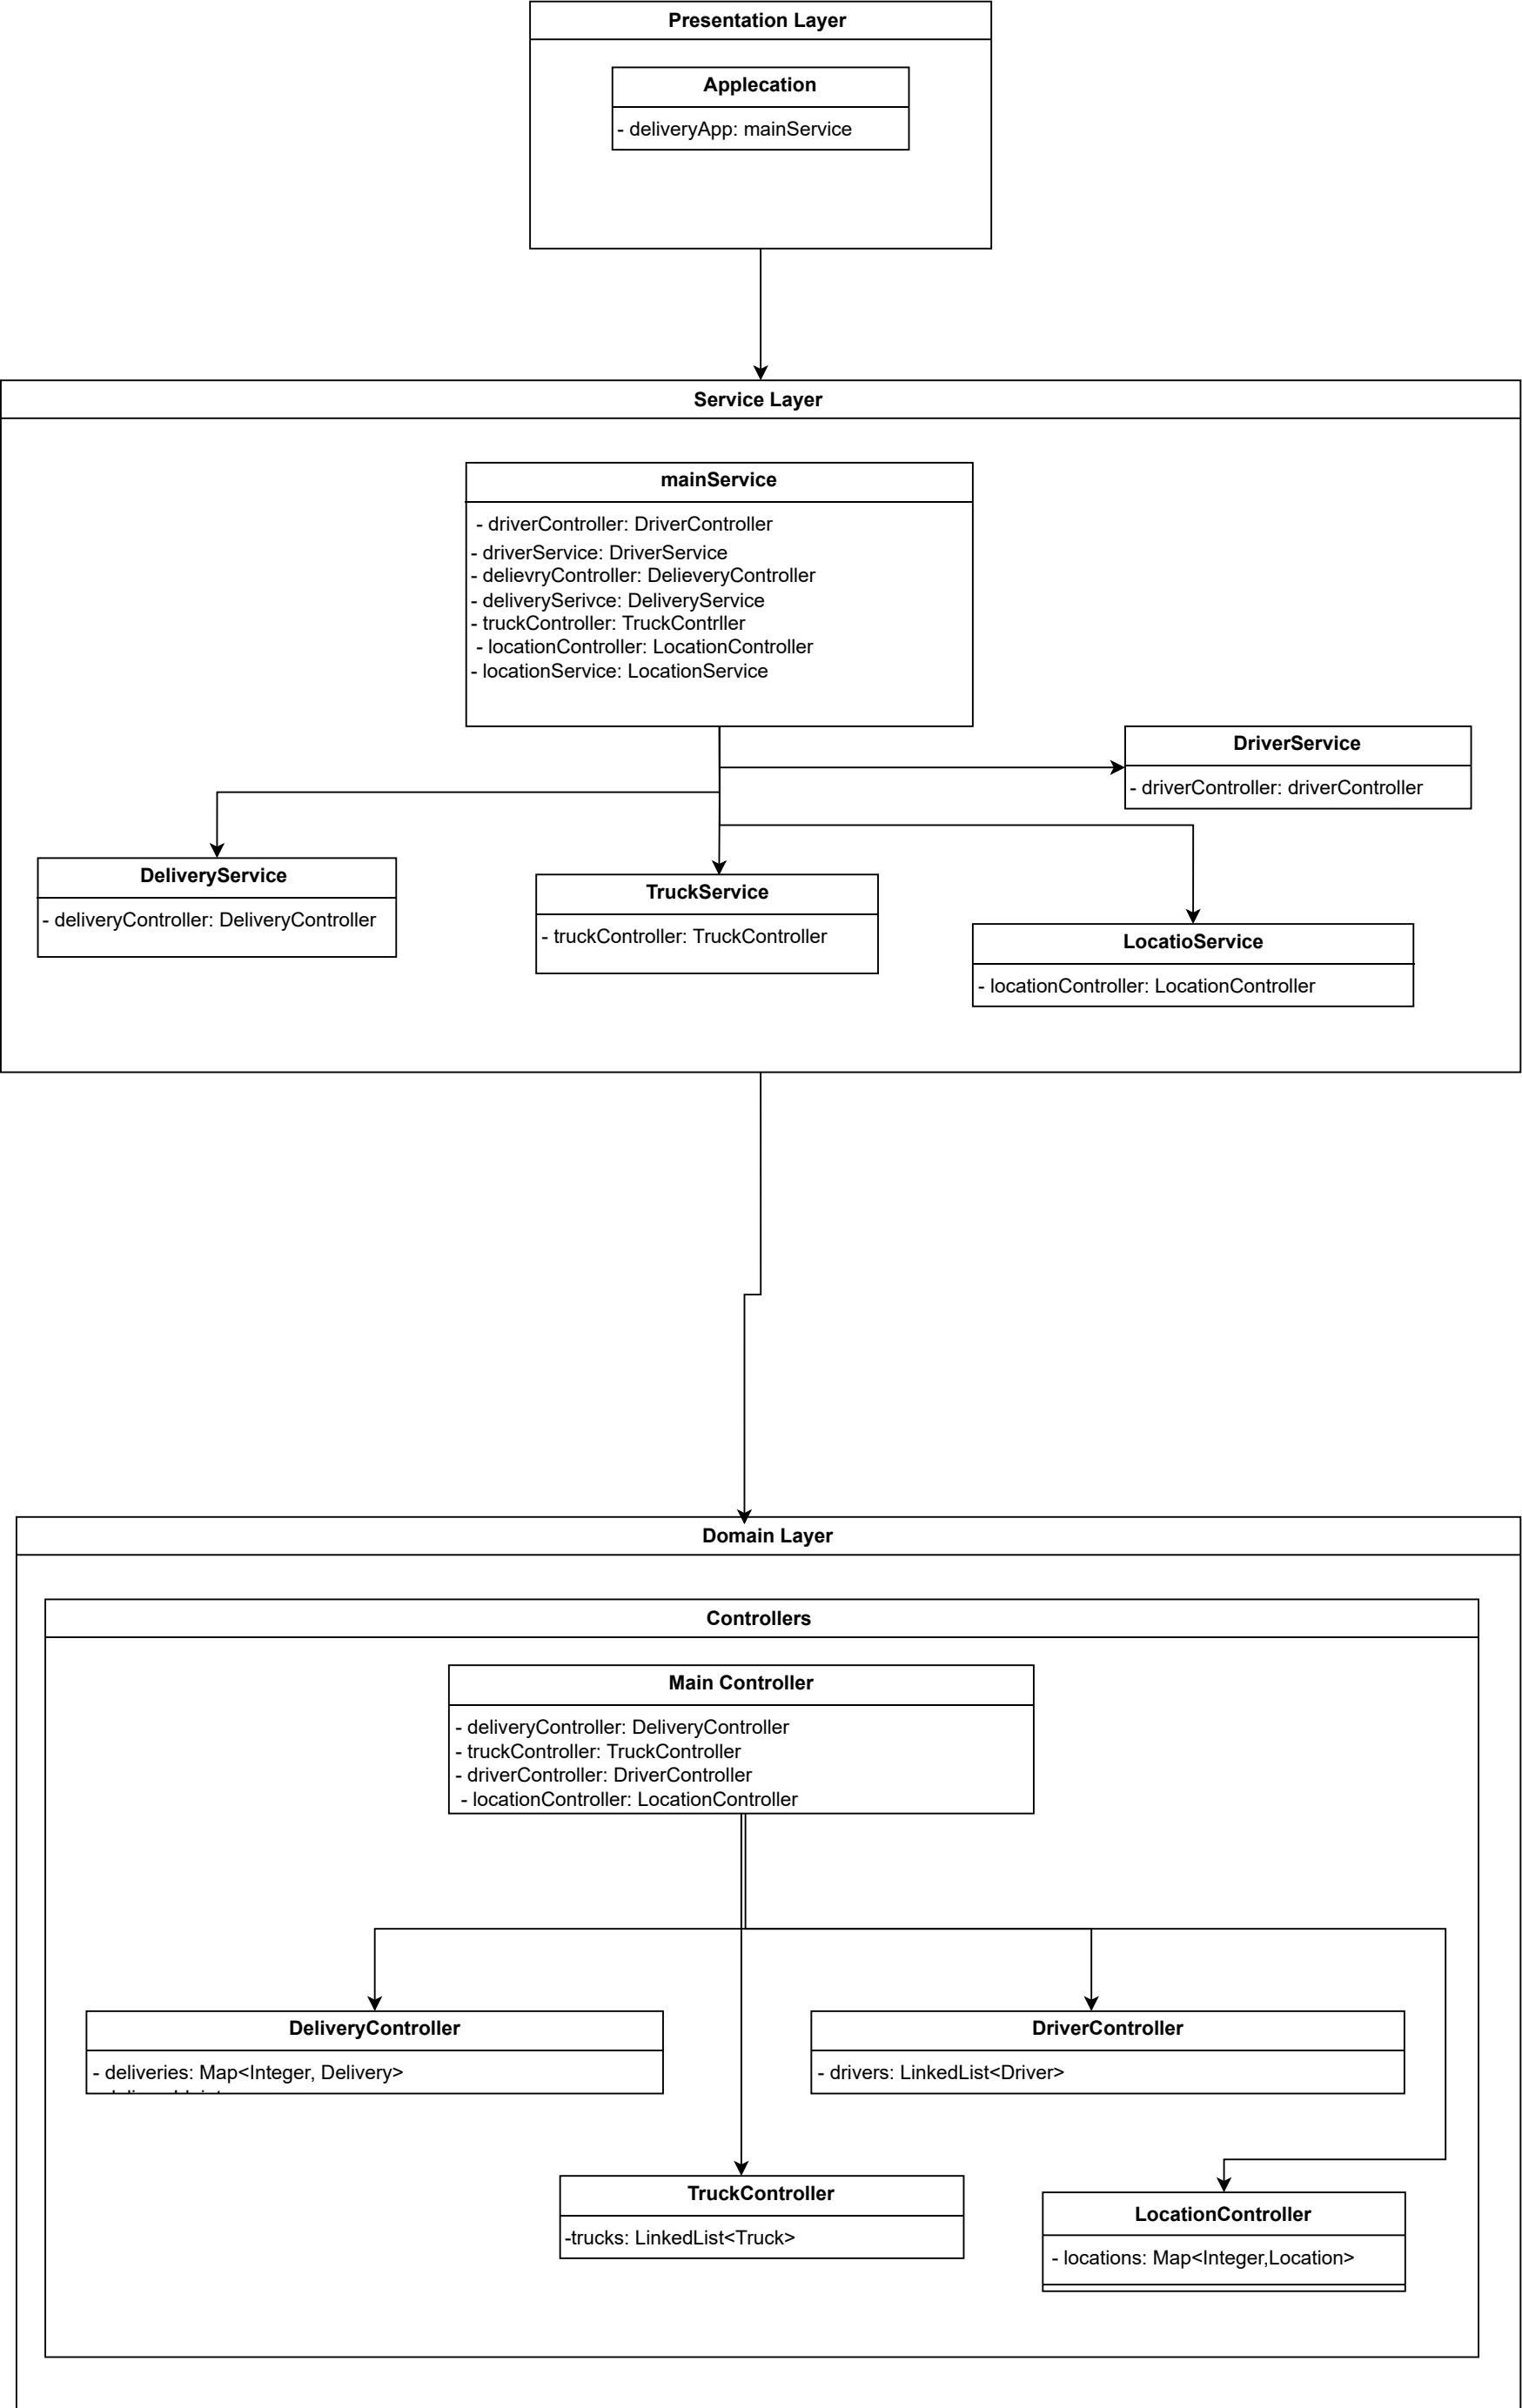 Presentation Layer
Applecation
- deliveryApp: mainService
Service Layer
mainService
- driverController: DriverController
- driverService: DriverService
- delievryController: DelieveryController
- deliverySerivce: DeliveryService
- truckController: TruckContrller
- locationController: LocationController
- locationService: LocationService
DriverService
- driverController: driverController
DeliveryService
- deliveryController: DeliveryController
TruckService
- truckController: TruckController
LocatioService
- locationController: LocationController
Domain Layer
Controllers
Main Controller
- deliveryController: DeliveryController
- truckController: TruckController
- driverController: DriverController
- locationController: LocationController
DeliveryController
- deliveries: Map<Integer, Delivery>
DriverController
- drivers: LinkedList<Driver>
TruckController
-trucks: LinkedList<Truck>
LocationController
- locations: Map<Integer,Location>